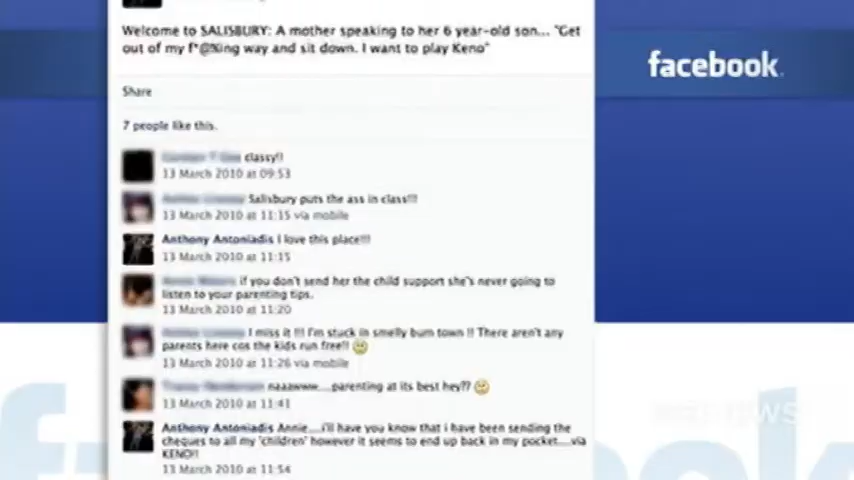 Welcome to SALISBURY: A mother speaking to her 6 year-old son... "Get
out of my f*@%ing way and sit down. I want to play Keno"
facebook
Share
7 people like this.
classy!!
13 March 2010 at 09:53
Salisbury puts the ass in class!!!
13 March 2010 at 11:15 via mobile
Anthony Antoniadis I love this place!!!
13 March 2010 at 11:15
if you don't send her the child support she's never going to
listen to your parenting tips.
13 March 2010 at 11:20
I miss it !!! I'm stuck in smelly bum town !! There aren't any
parents here cos the kids run free!!
13 March 2010 at 11:26 via mobile
naaawww....parenting at its best hey??
13 March 2010 at 11:41
Anthony Antoniadis Annie....i'll have you know that i have been sending the
cheques to all my 'children' however it seems to end up back in my pocket....via
KENO!!
13 March 2010 at 11:54